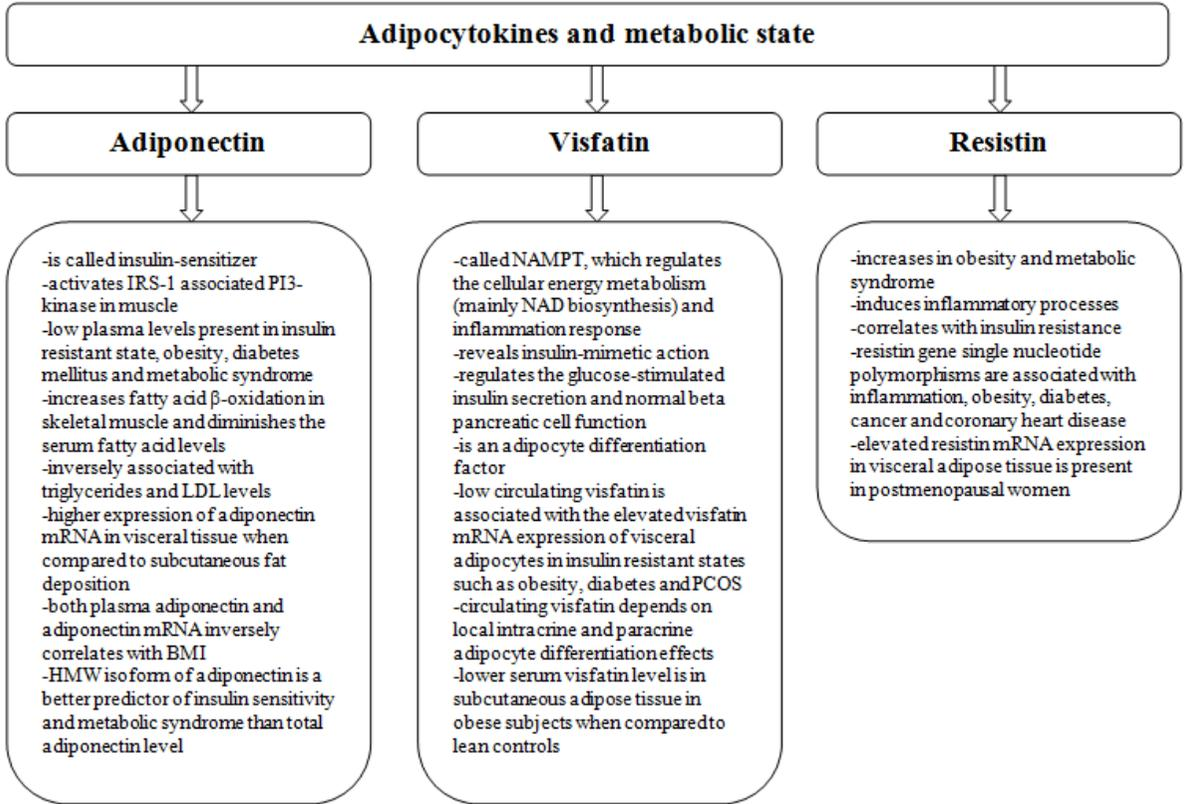 Adipocytokines and metabolic state
Adiponectin
Visfatin
Resistin
-is called insulin-sensitizer
-activates IRS-1 associated PI3-
kinase in muscle
-low plasma levels present in insulin
resistant state, obesity, diabetes
mellitus and metabolic syndrome
-increases fatty acid β-oxidation in
skeletal muscle and diminishes the
serum fatty acid levels
-inversely associated with
triglycerides and LDL levels
-higher expression of adiponectin
mRNA in visceral tissue when
compared to subcutaneous fat
deposition
-both plasma adiponectin and
adiponectin mRNA inversely
correlates with BMI
-HMW isoform of adiponectin is a
better predictor of insulin sensitivity
and metabolic syndrome than total
adiponectin level
-called NAMPT, which regulates
the cellular energy metabolism
(mainly NAD biosynthesis) and
inflammation response
-reveals insulin-mimetic action
-regulates the glucose-stimulated
insulin secretion and normal beta
pancreatic cell function
-is an adipocyte differentiation
factor
-low circulating visfatin is
associated with the elevated visfatin
mRNA expression of visceral
adipocytes in insulin resistant states
such as obesity, diabetes and PCOS
-circulating visfatin depends on
local intracrine and paracrine
adipocyte differentiation effects
-lower serum visfatin level is in
subcutaneous adipose tissue in
obese subjects when compared to
lean controls
-increases in obesity and metabolic
syndrome
-induces inflammatory processes
-correlates with insulin resistance
-resistin gene single nucleotide
polymorphisms are associated with
inflammation, obesity, diabetes,
cancer and coronary heart disease
-elevated resistin mRNA expression
in visceral adipose tissue is present
in postmenopausal women